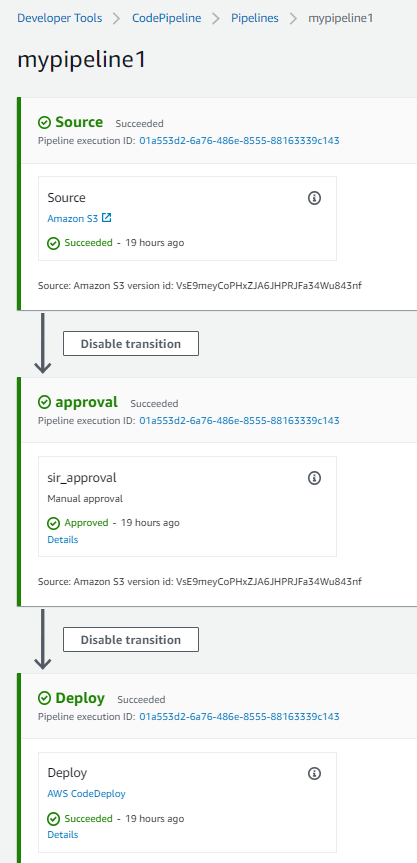 Developer Tools > CodePipeline > Pipelines > mypipeline1
mypipeline1
Source Succeeded
Pipeline execution ID: 01a553d2-6a76-486e-8555-88163339c143
Source
Amazon S3
Succeeded - 19 hours ago
Source: Amazon S3 version id: VsE9meyCoPHxZJA6JHPRJFa34Wu843nf
Disable transition
approval Succeeded
Pipeline execution ID: 01a553d2-6a76-486e-8555-88163339c143
sir_approval
Manual approval
Approved - 19 hours ago
Details
Source: Amazon S3 version id: VsE9meyCoPHxZJA6JHPRJFa34Wu843nf
Disable transition
Deploy Succeeded
Pipeline execution ID: 01a553d2-6a76-486e-8555-88163339c143
Deploy
AWS CodeDeploy
Succeeded - 19 hours ago
Details